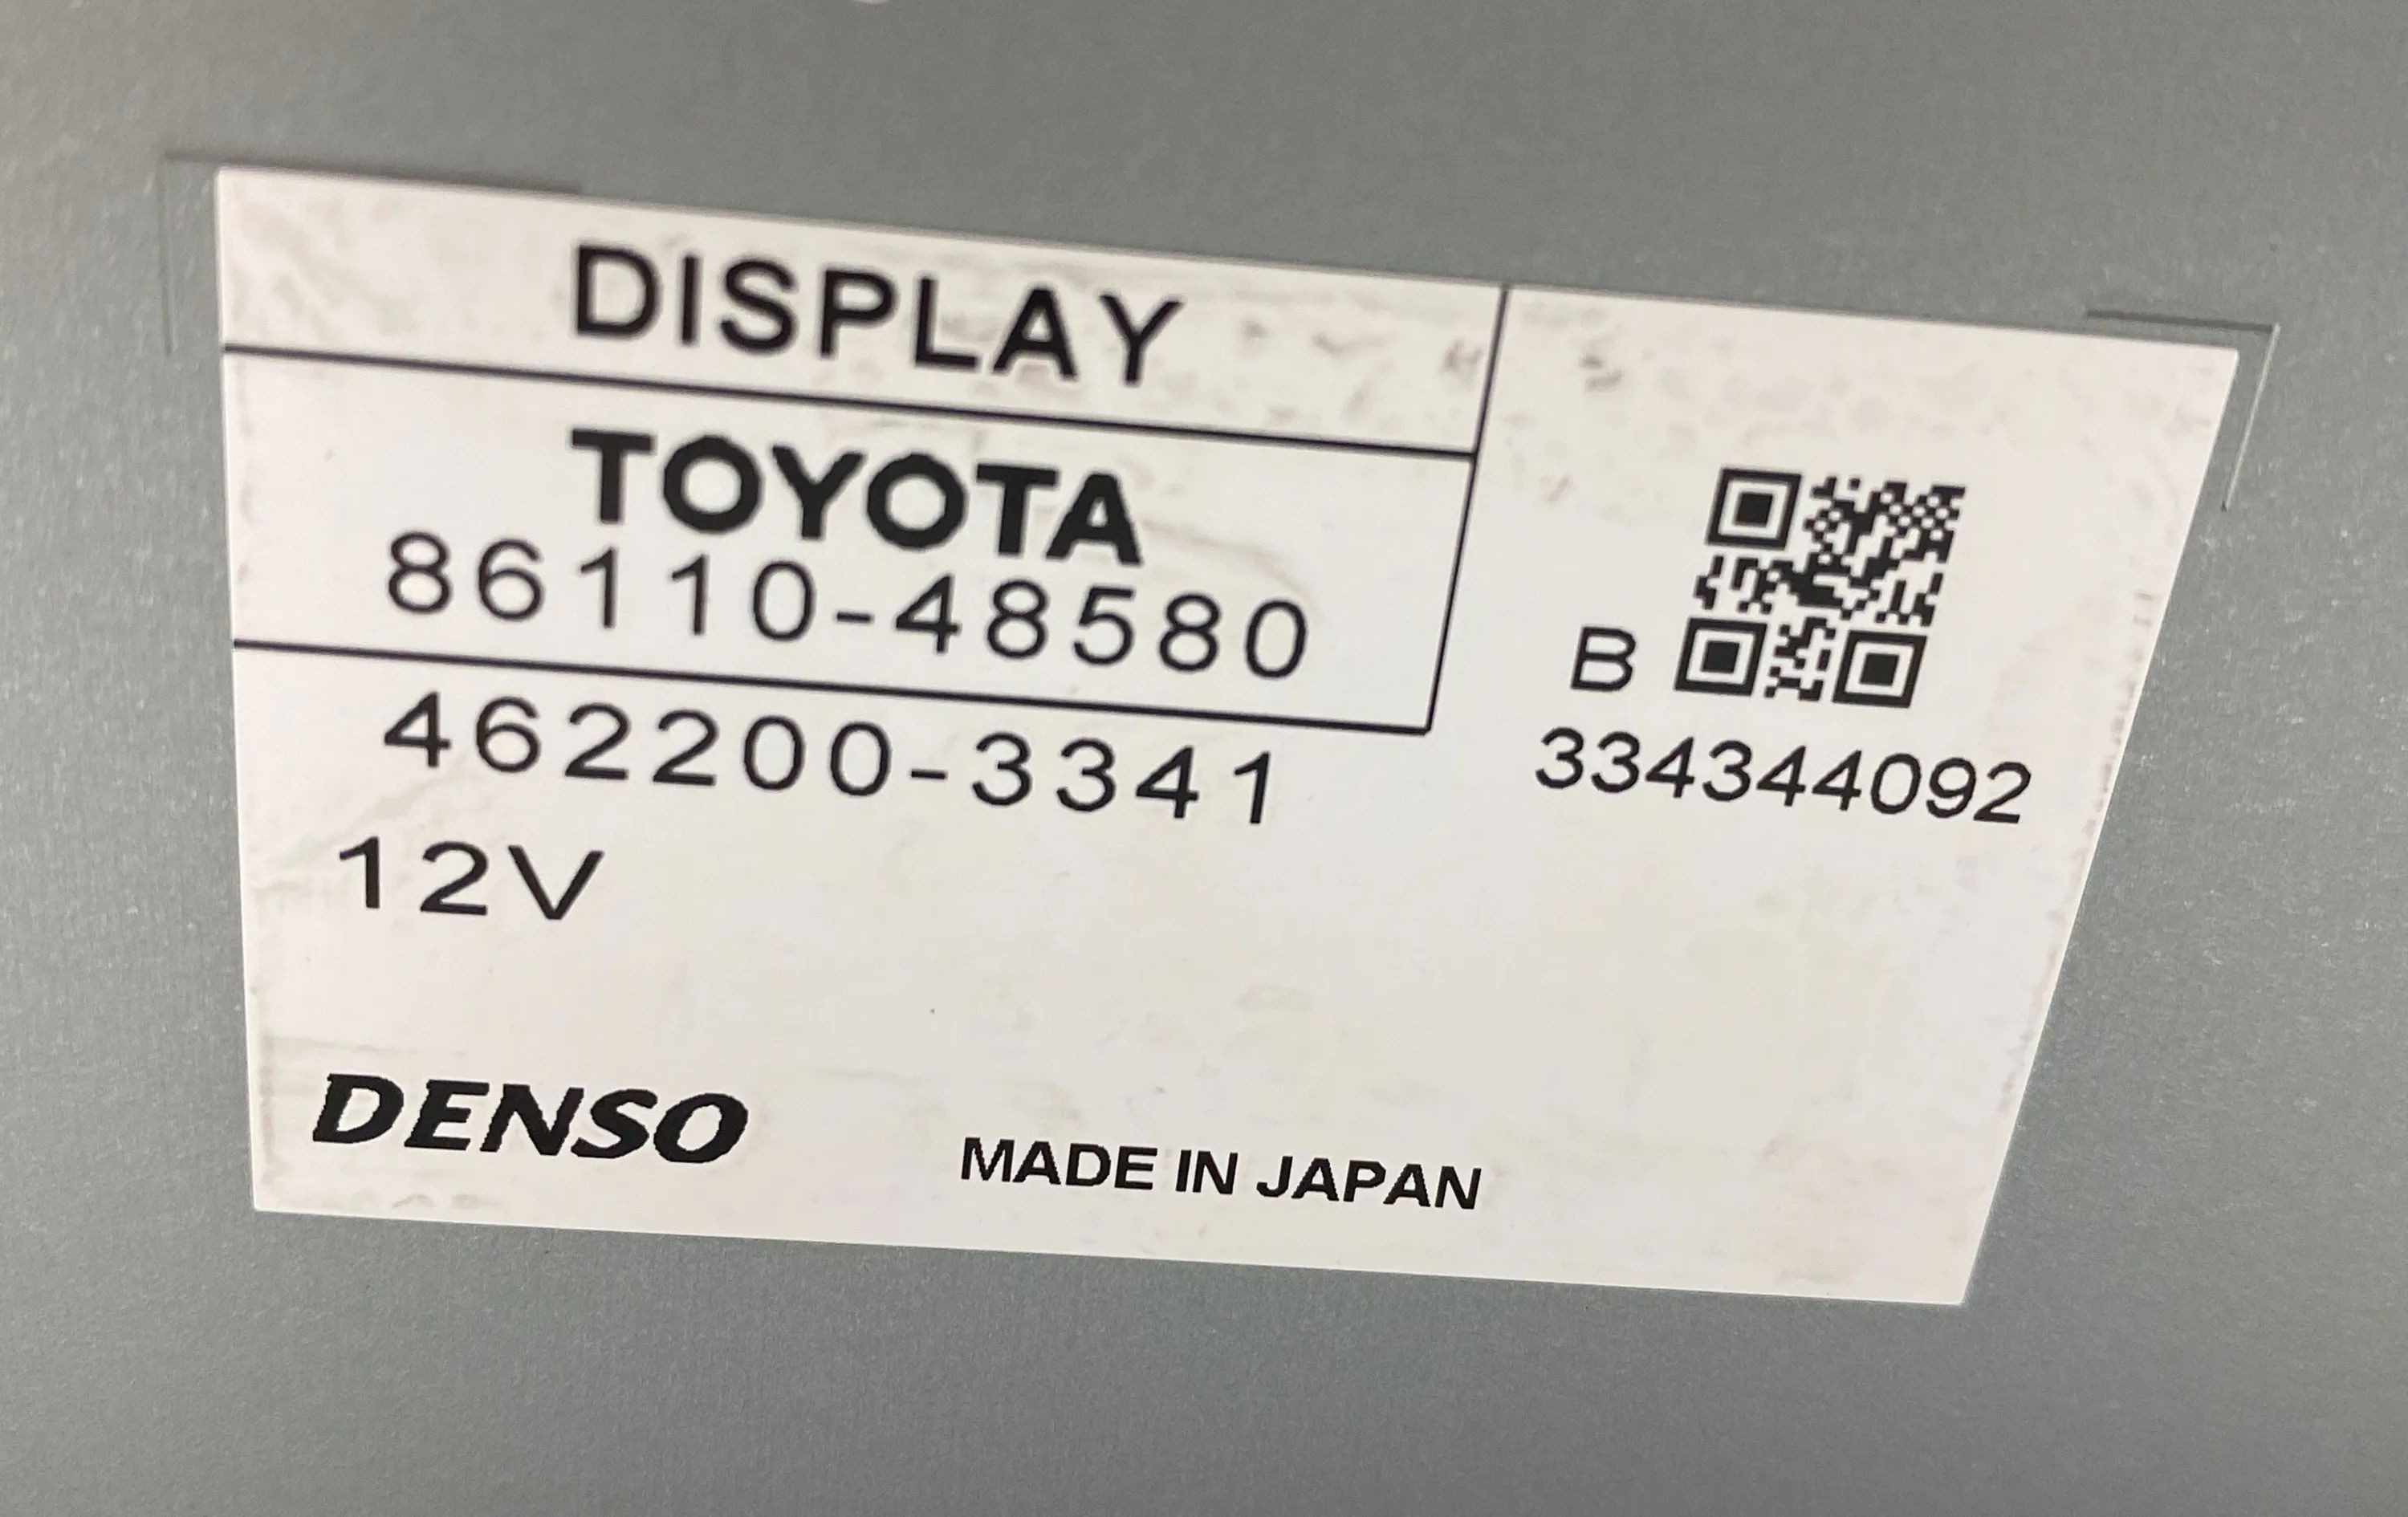 DISPLAY
TOYOTA
86110-48580
462200-3341
12V
B
334344092
DENSO
MADE IN JAPAN